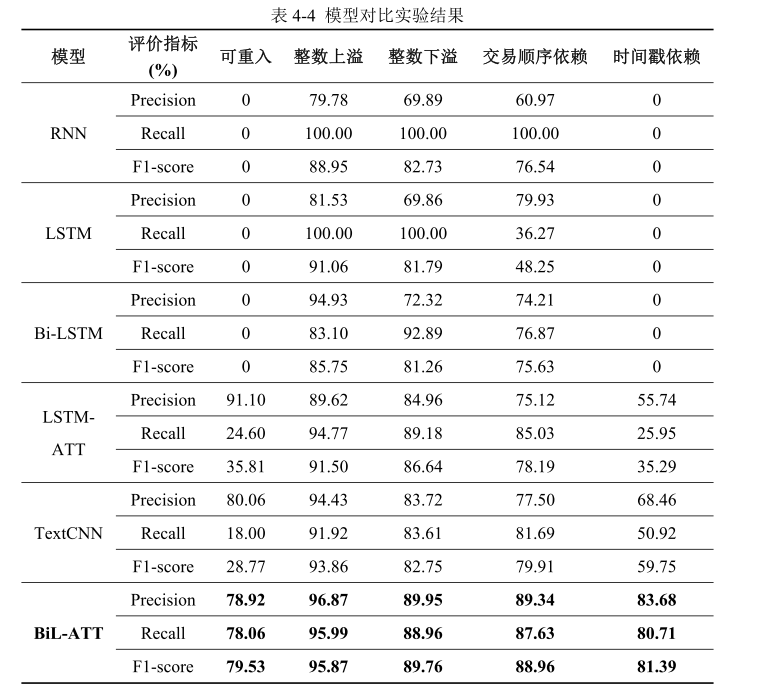 表 4-4 模型对比实验结果
模型 评价指标(%) 可重入 整数上溢 整数下溢 交易顺序依赖 时间戳依赖
RNN
Precision 0 79.78 69.89 60.97 0
Recall 0 100.00 100.00 100.00 0
F1-score 0 88.95 82.73 76.54 0
LSTM
Precision 0 81.53 69.86 79.93 0
Recall 0 100.00 100.00 36.27 0
F1-score 0 91.06 81.79 48.25 0
Bi-LSTM
Precision 0 94.93 72.32 74.21 0
Recall 0 83.10 92.89 76.87 0
F1-score 0 85.75 81.26 75.63 0
LSTM-
ATT
Precision 91.10 89.62 84.96 75.12 55.74
Recall 24.60 94.77 89.18 85.03 25.95
F1-score 35.81 91.50 86.64 78.19 35.29
TextCNN
Precision 80.06 94.43 83.72 77.50 68.46
Recall 18.00 91.92 83.61 81.69 50.92
F1-score 28.77 93.86 82.75 79.91 59.75
BiL-ATT
Precision 78.92 96.87 89.95 89.34 83.68
Recall 78.06 95.99 88.96 87.63 80.71
F1-score 79.53 95.87 89.76 88.96 81.39